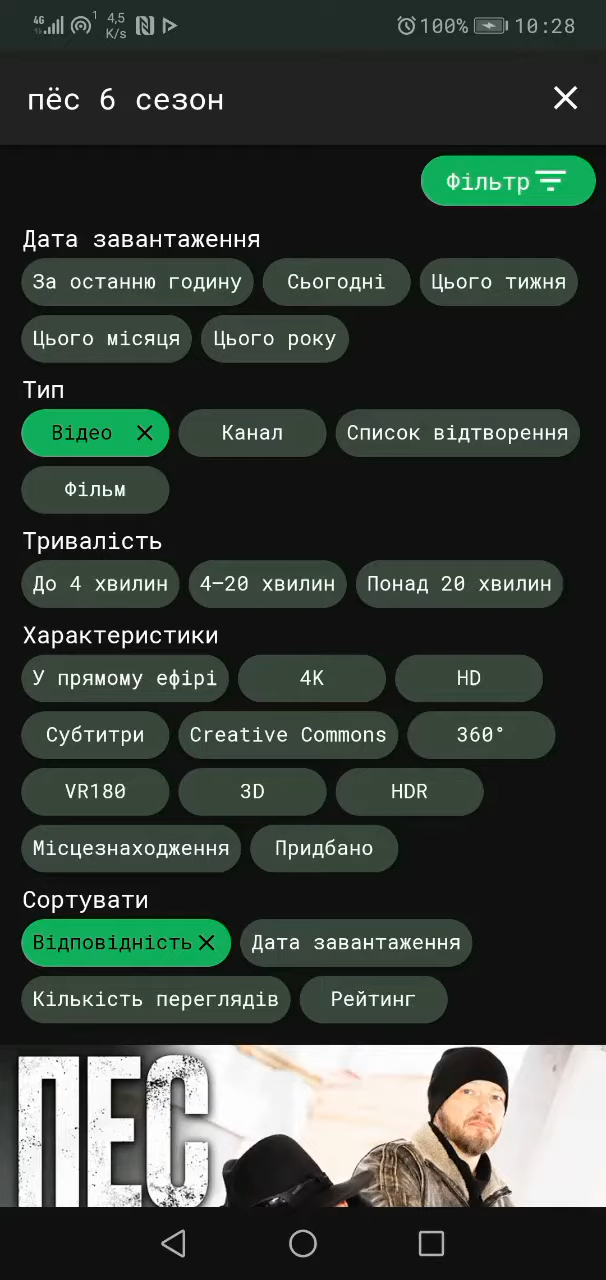 4G 1 4,5 K/s 100% 10:28
пёс 6 сезон
Фільтр
Дата завантаження
За останню годину Сьогодні Цього тижня
Цього місяця Цього року
Тип
Відео Канал Список відтворення
Фільм
Тривалість
До 4 хвилин 4–20 хвилин Понад 20 хвилин
Характеристики
У прямому ефірі 4K HD
Субтитри Creative Commons 360°
VR180 3D HDR
Місцезнаходження Придбано
Сортувати
Відповідність Дата завантаження
Кількість переглядів Рейтинг
ПЕС